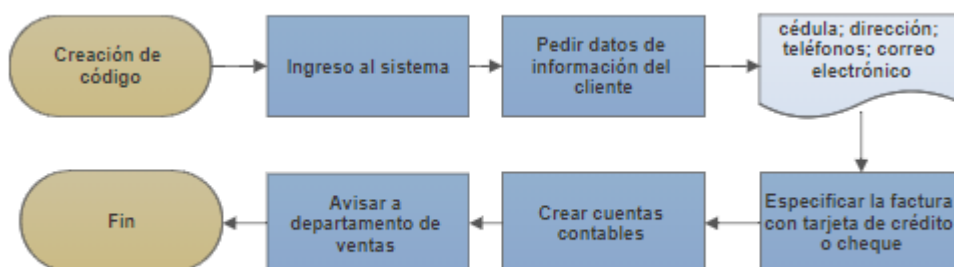 Creación de
código
Ingreso al sistema
Pedir datos de
información del
cliente
cédula; dirección;
teléfonos; correo
electrónico
Especificar la factura
con tarjeta de crédito
o cheque
Crear cuentas
contables
Avisar a
departamento de
ventas
Fin